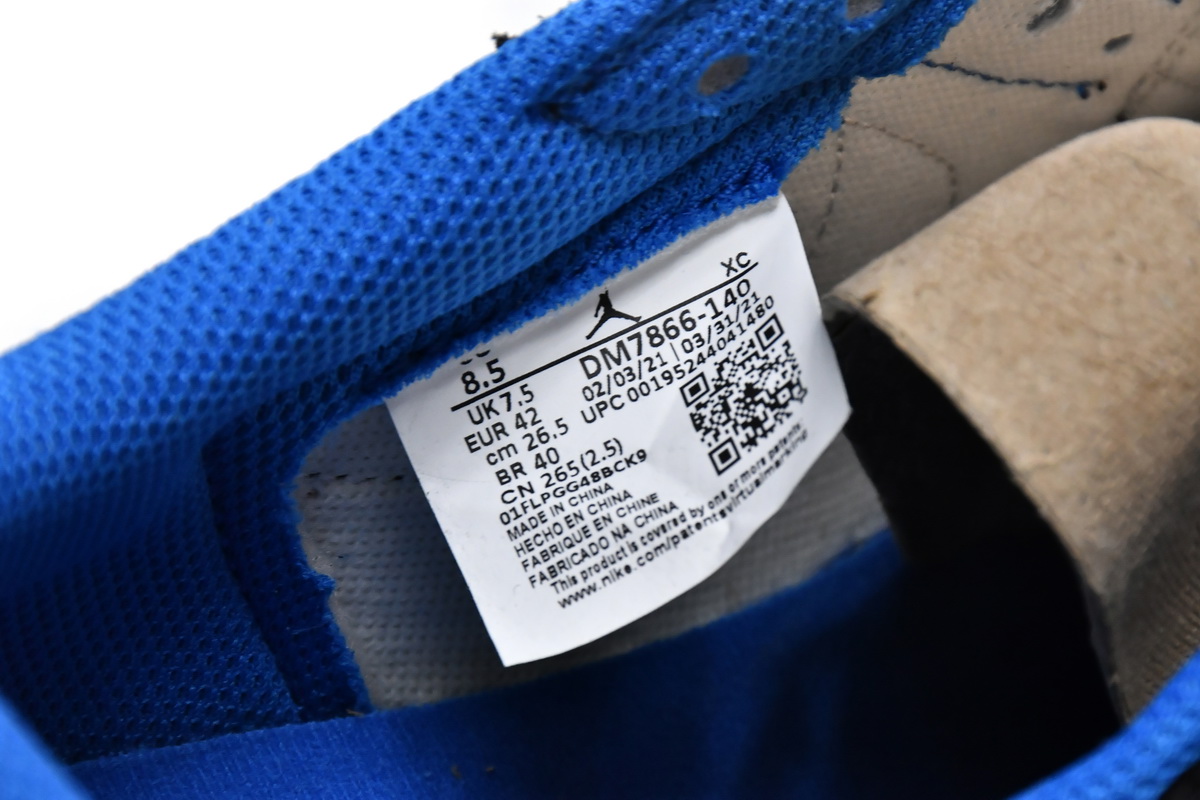 XC
8.5
UK 7.5
EUR 42
cm 26.5
BR 40
CN 265(2.5)
DM7866-140
02/03/21 | 03/31/21
UPC 00195244041480
01FLPGG48BCK9
MADE IN CHINA
HECHO EN CHINA
FABRIQUE EN CHINE
FABRICADO NA CHINA
This product is covered by one or more patents:
www.nike.com/patentsvirtualmarking